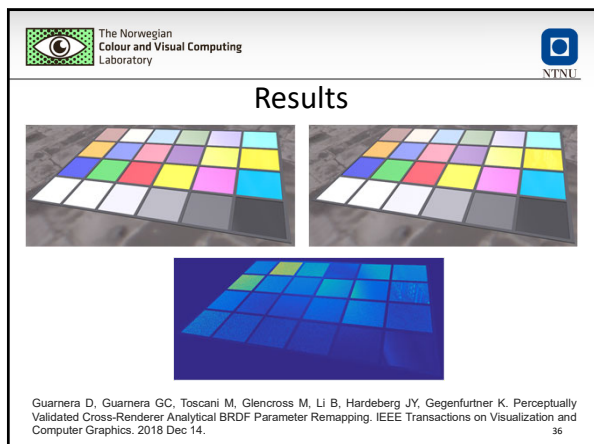 The Norwegian
Colour and Visual Computing
Laboratory
NTNU
Results
Guarnera D, Guarnera GC, Toscani M, Glencross M, Li B, Hardeberg JY, Gegenfurtner K. Perceptually
Validated Cross-Renderer Analytical BRDF Parameter Remapping. IEEE Transactions on Visualization and
Computer Graphics. 2018 Dec 14.
36